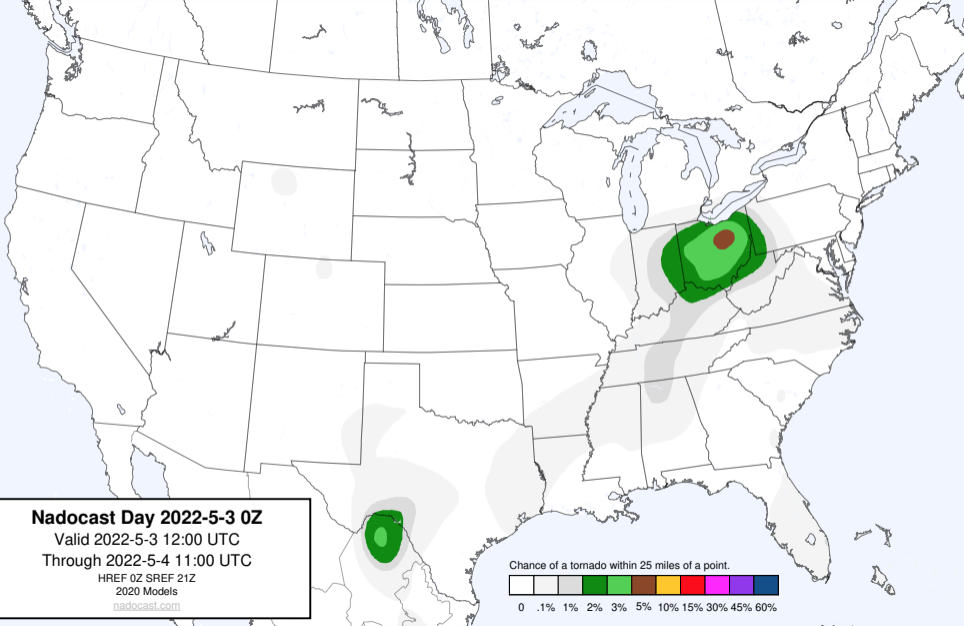 Nadocast Day 2022-5-3 0Z
Valid 2022-5-3 12:00 UTC
Through 2022-5-4 11:00 UTC
HREF 0Z SREF 21Z
2020 Models
nadocast.com
Chance of a tornado within 25 miles of a point.
0 .1% 1% 2% 3% 5% 10% 15% 30% 45% 60%